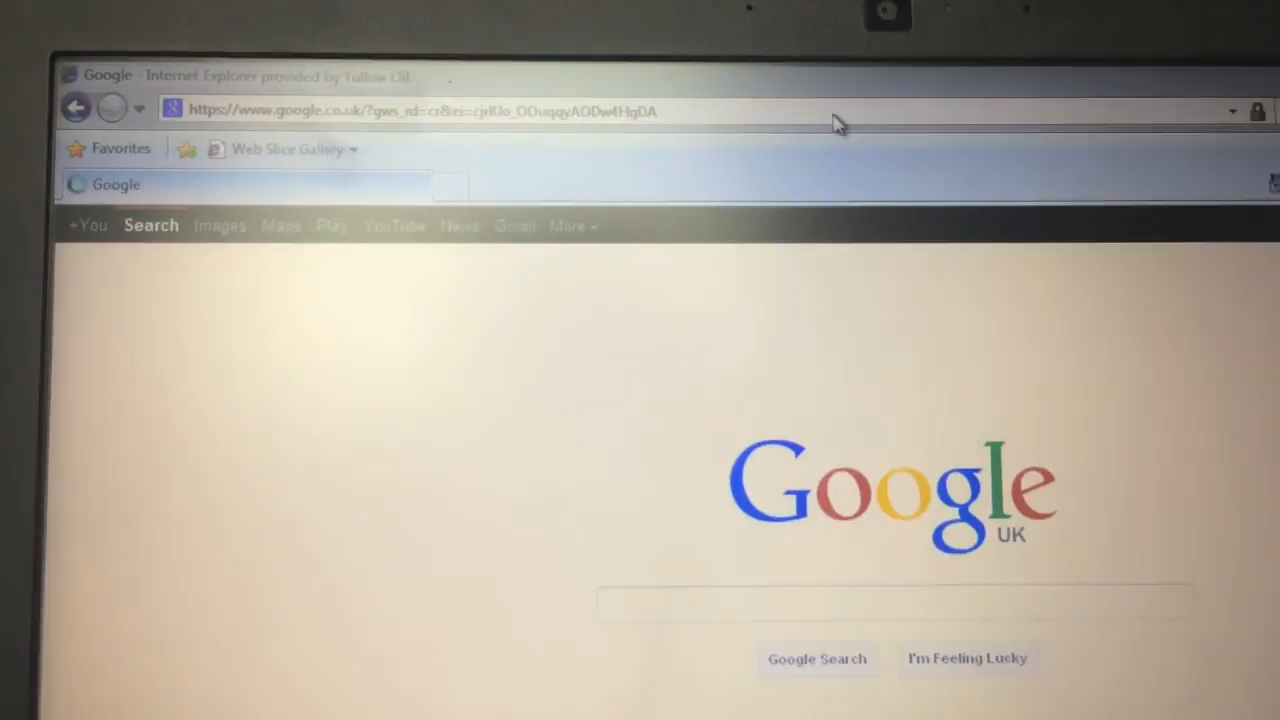 Google - Internet Explorer provided by Tullow Oil
https://www.google.co.uk/?gws_rd=cr&ei=cjrlUo_OOuqqyAODw4HgDA
Favorites Web Slice Gallery
Google
+You Search Images Maps Play YouTube News Gmail More
Google
UK
Google Search I'm Feeling Lucky